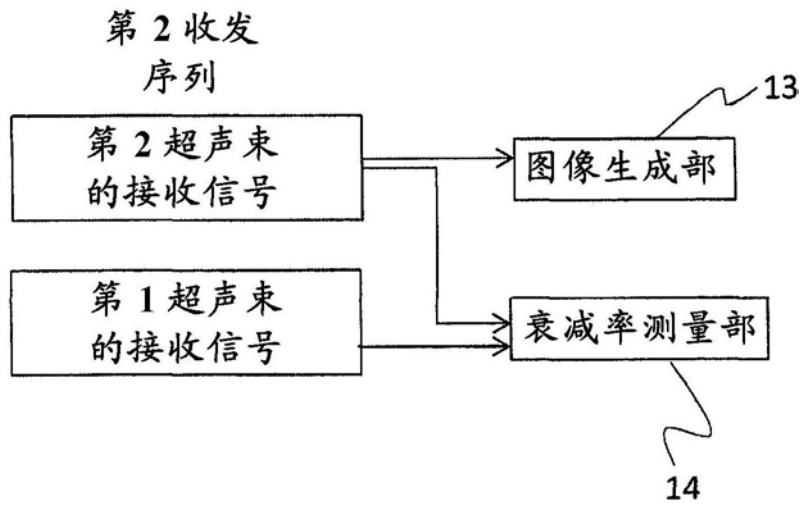 第2收发
序列
第2超声束
的接收信号
13
图像生成部
第1超声束
的接收信号
衰减率测量部
14